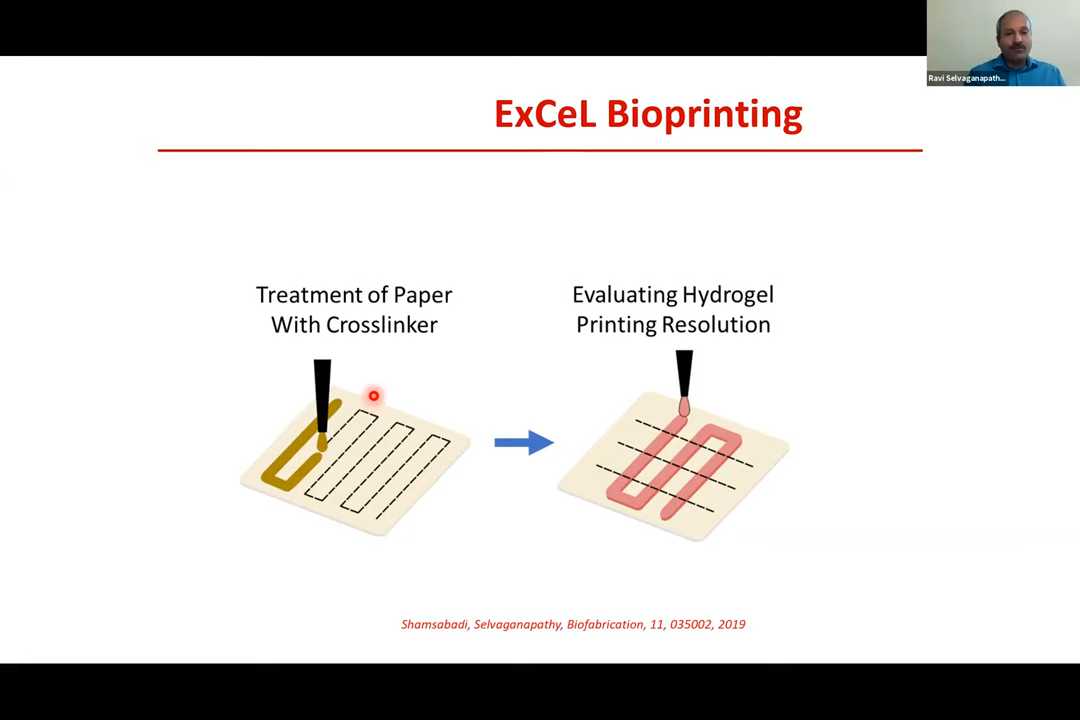 Ravi Selvaganapath...
ExCeL Bioprinting
Treatment of Paper
With Crosslinker
Evaluating Hydrogel
Printing Resolution
Shamsabadi, Selvaganapathy, Biofabrication, 11, 035002, 2019